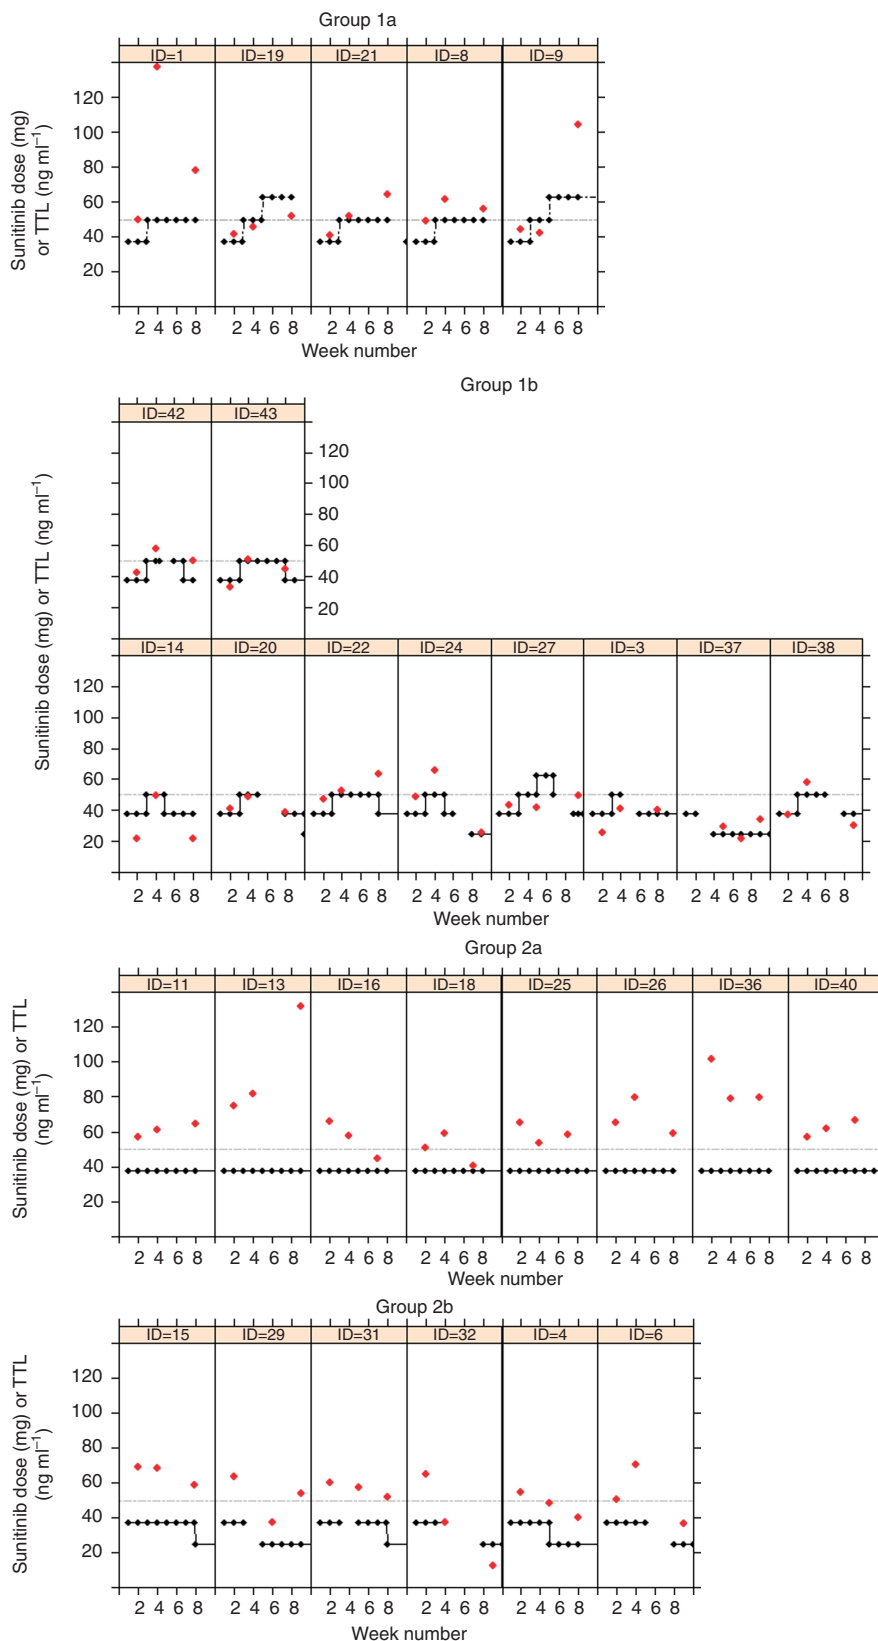 Group 1a
ID=1 ID=19 ID=21 ID=8 ID=9
Sunitinib dose (mg)
or TTL (ng ml⁻¹)
120
100
80
60
40
20
2 4 6 8 2 4 6 8 2 4 6 8 2 4 6 8 2 4 6 8
Week number
Group 1b
ID=42 ID=43
120
100
80
60
40
20
Sunitinib dose (mg) or TTL (ng ml⁻¹)
ID=14 ID=20 ID=22 ID=24 ID=27 ID=3 ID=37 ID=38
120
100
80
60
40
20
2 4 6 8 2 4 6 8 2 4 6 8 2 4 6 8 2 4 6 8 2 4 6 8 2 4 6 8 2 4 6 8
Week number
Group 2a
ID=11 ID=13 ID=16 ID=18 ID=25 ID=26 ID=36 ID=40
Sunitinib dose (mg) or TTL
(ng ml⁻¹)
120
100
80
60
40
20
2 4 6 8 2 4 6 8 2 4 6 8 2 4 6 8 2 4 6 8 2 4 6 8 2 4 6 8 2 4 6 8
Week number
Group 2b
ID=15 ID=29 ID=31 ID=32 ID=4 ID=6
Sunitinib dose (mg) or TTL
(ng ml⁻¹)
120
100
80
60
40
20
2 4 6 8 2 4 6 8 2 4 6 8 2 4 6 8 2 4 6 8 2 4 6 8
Week number